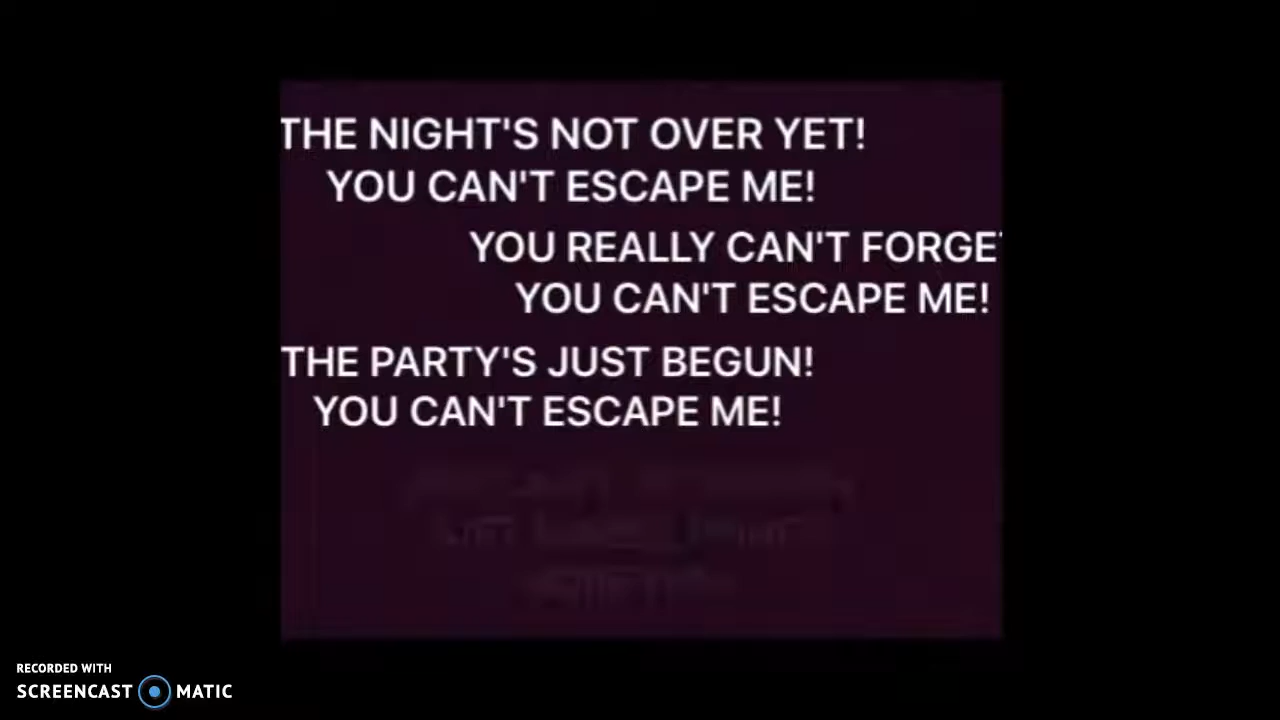 THE NIGHT'S NOT OVER YET!
YOU CAN'T ESCAPE ME!
YOU REALLY CAN'T FORGE
YOU CAN'T ESCAPE ME!
THE PARTY'S JUST BEGUN!
YOU CAN'T ESCAPE ME!
RECORDED WITH
SCREENCAST MATIC